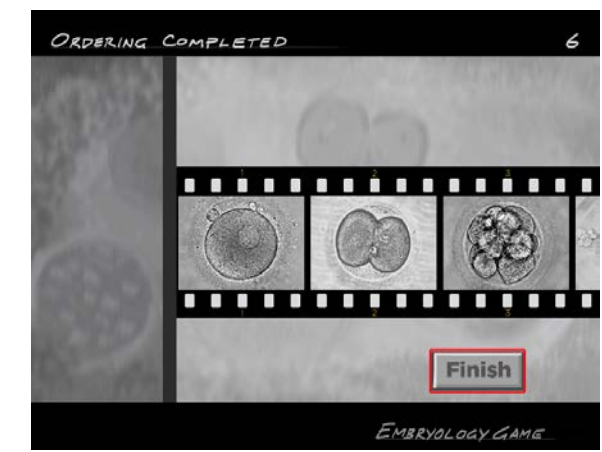 ORDERING COMPLETED 6
1 2 3
1 2 3
Finish
EMBRYOLOGY GAME